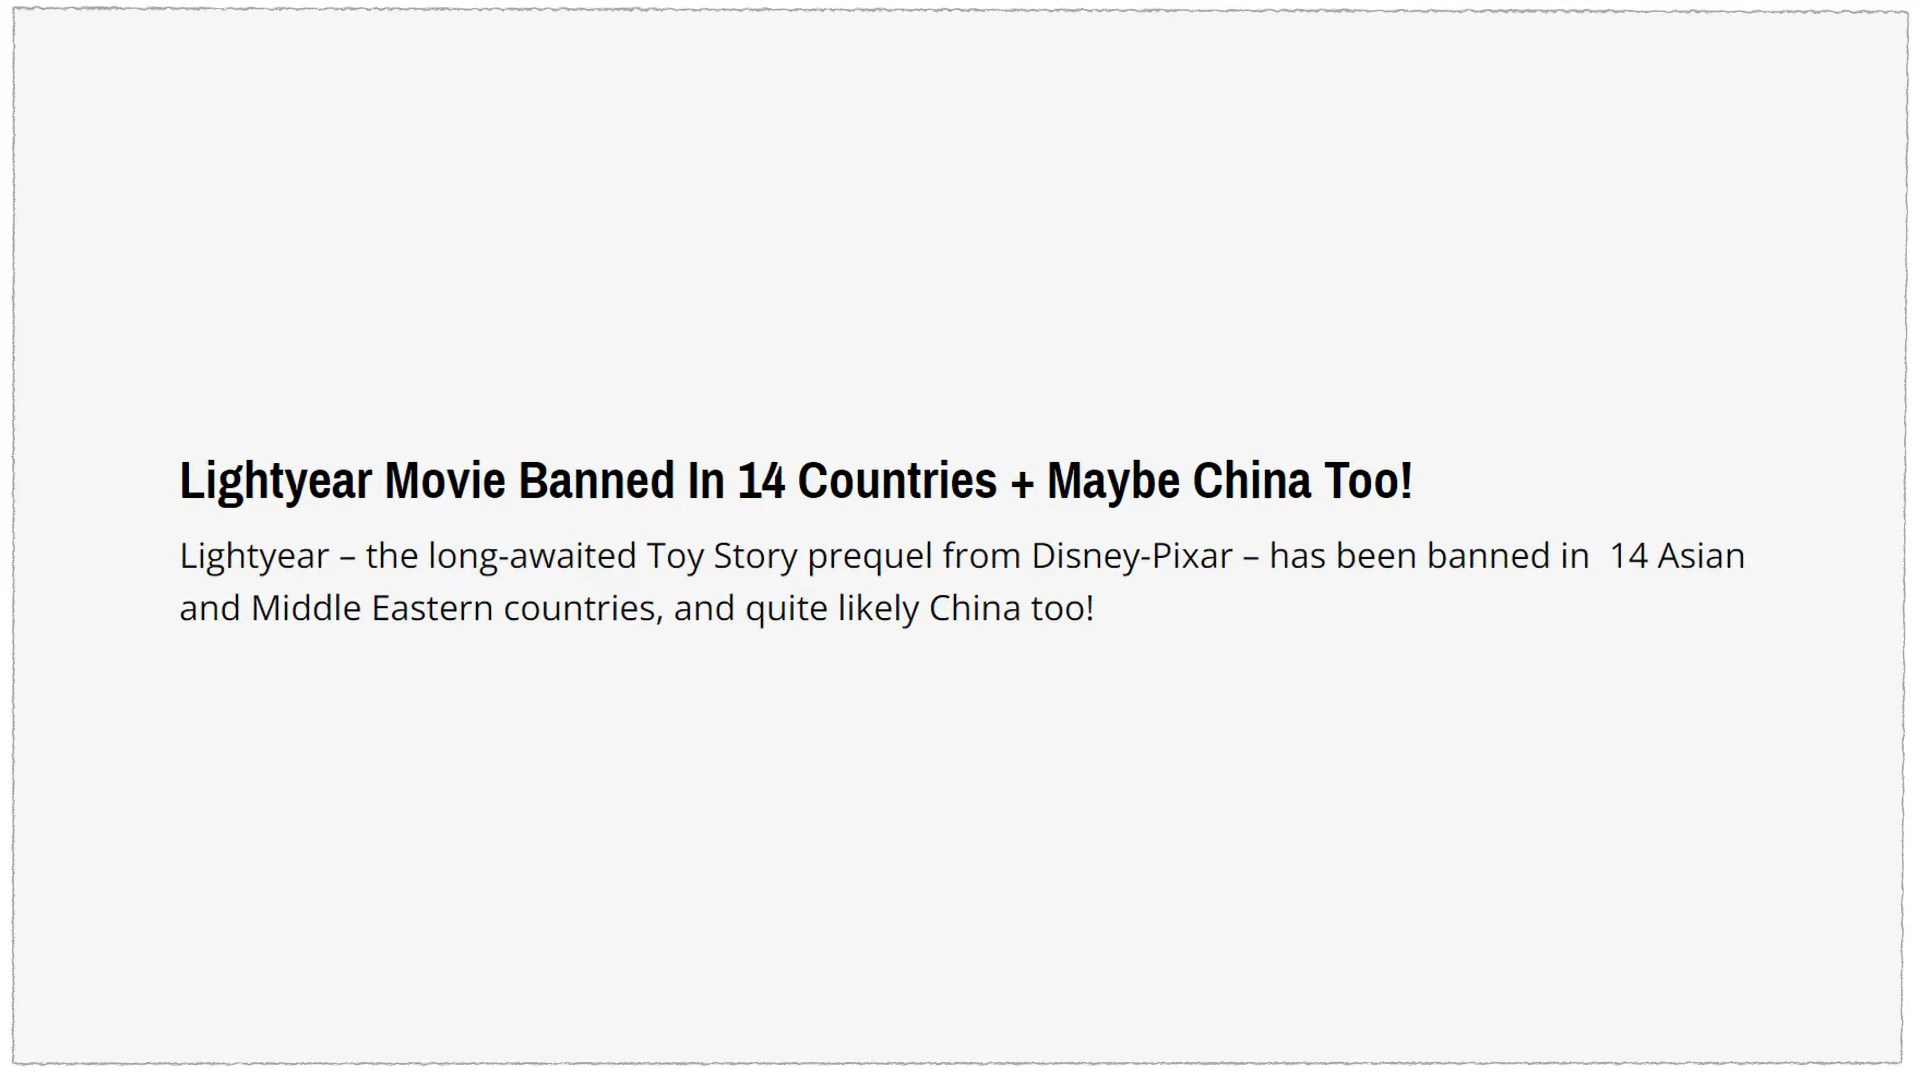 Lightyear Movie Banned In 14 Countries + Maybe China Too!
Lightyear – the long-awaited Toy Story prequel from Disney-Pixar – has been banned in  14 Asian
and Middle Eastern countries, and quite likely China too!